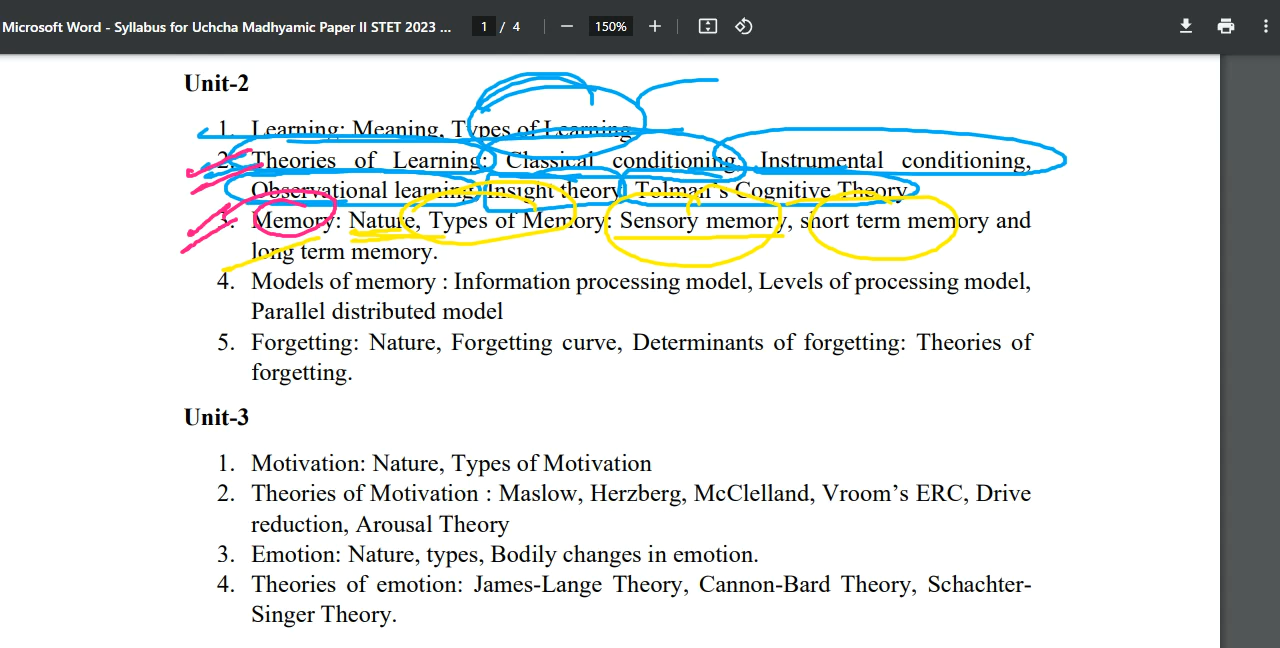 Microsoft Word - Syllabus for Uchcha Madhyamic Paper II STET 2023 ... 1 / 4 150%
Unit-2
1. Learning: Meaning, Types of Learning
2. Theories of Learning: Classical conditioning, Instrumental conditioning,
Observational learning, Insight theory, Tolman's Cognitive Theory.
3. Memory: Nature, Types of Memory: Sensory memory, short term memory and
long term memory.
4. Models of memory : Information processing model, Levels of processing model,
Parallel distributed model
5. Forgetting: Nature, Forgetting curve, Determinants of forgetting: Theories of
forgetting.
Unit-3
1. Motivation: Nature, Types of Motivation
2. Theories of Motivation : Maslow, Herzberg, McClelland, Vroom's ERC, Drive
reduction, Arousal Theory
3. Emotion: Nature, types, Bodily changes in emotion.
4. Theories of emotion: James-Lange Theory, Cannon-Bard Theory, Schachter-
Singer Theory.